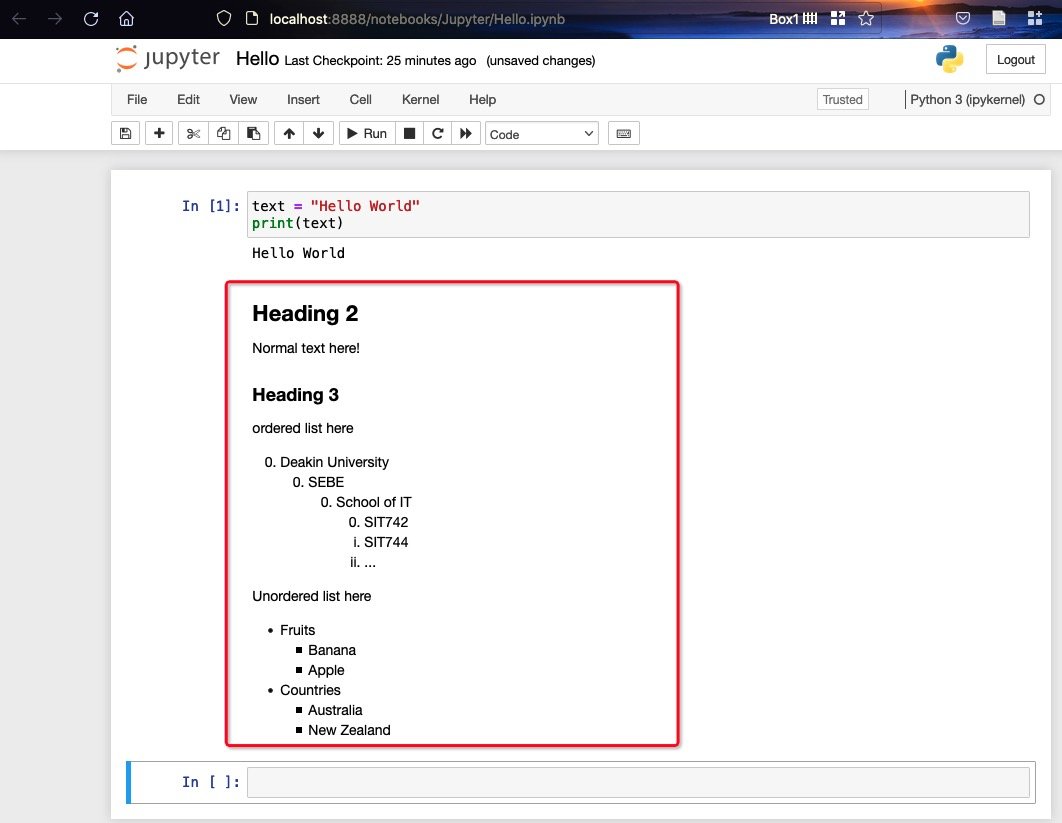 localhost:8888/notebooks/Jupyter/Hello.ipynb Box1
jupyter Hello Last Checkpoint: 25 minutes ago (unsaved changes) Logout
File Edit View Insert Cell Kernel Help Trusted Python 3 (ipykernel)
Run Code
In [1]: text = "Hello World"
print(text)
Hello World
Heading 2
Normal text here!
Heading 3
ordered list here
0. Deakin University
0. SEBE
0. School of IT
0. SIT742
i. SIT744
ii. ...
Unordered list here
• Fruits
▪ Banana
▪ Apple
• Countries
▪ Australia
▪ New Zealand
In [ ]: